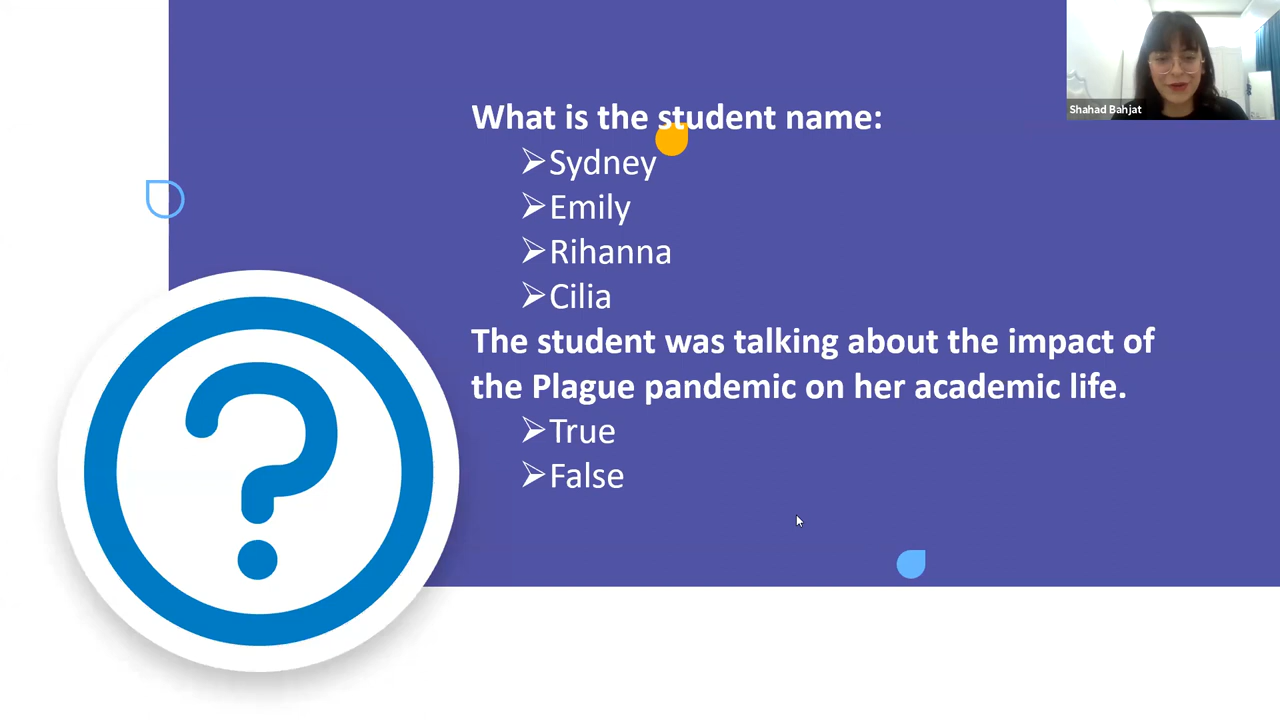 Shahad Bahjat
What is the student name:
Sydney
Emily
Rihanna
Cilia
The student was talking about the impact of
the Plague pandemic on her academic life.
True
False